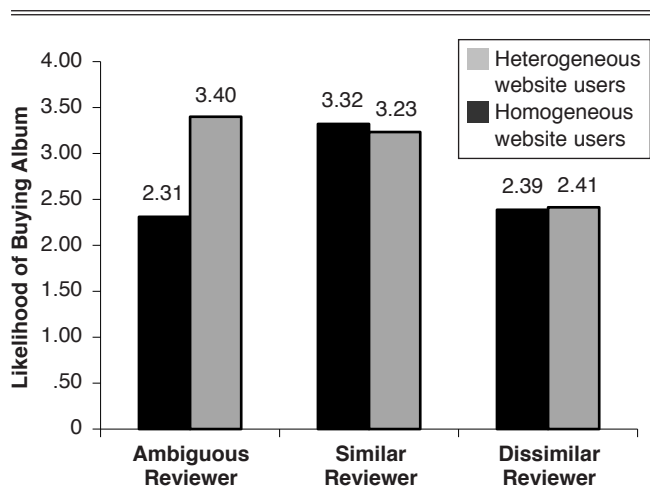 Likelihood of Buying Album
4.00
3.50
3.00
2.50
2.00
1.50
1.00
.50
0
Heterogeneous
website users
Homogeneous
website users
2.31
3.40
3.32
3.23
2.39
2.41
Ambiguous
Reviewer
Similar
Reviewer
Dissimilar
Reviewer